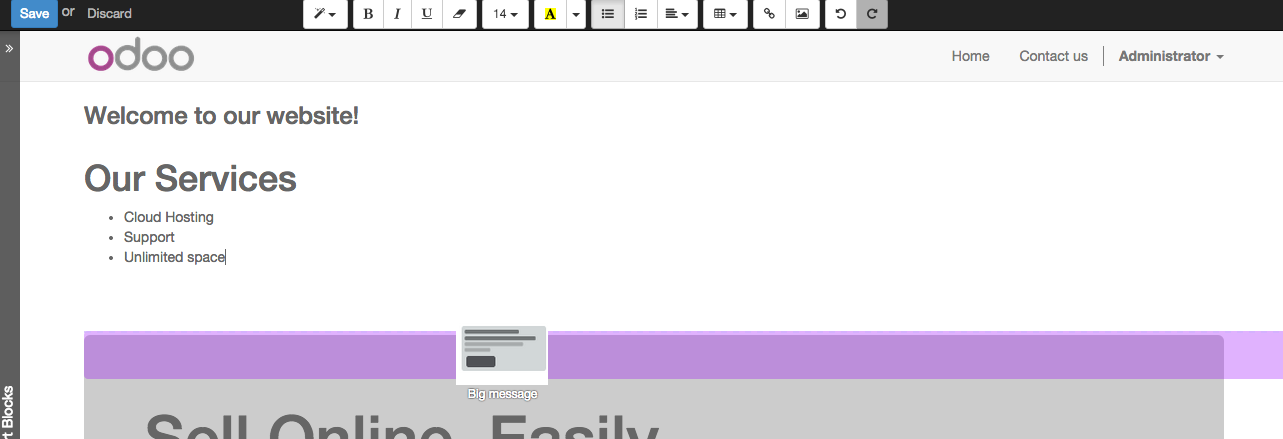 Save or Discard
B I U 14 A
odoo
Home Contact us Administrator
Welcome to our website!
Our Services
• Cloud Hosting
• Support
• Unlimited space
Big message
Sell Online. Easily
rt Blocks